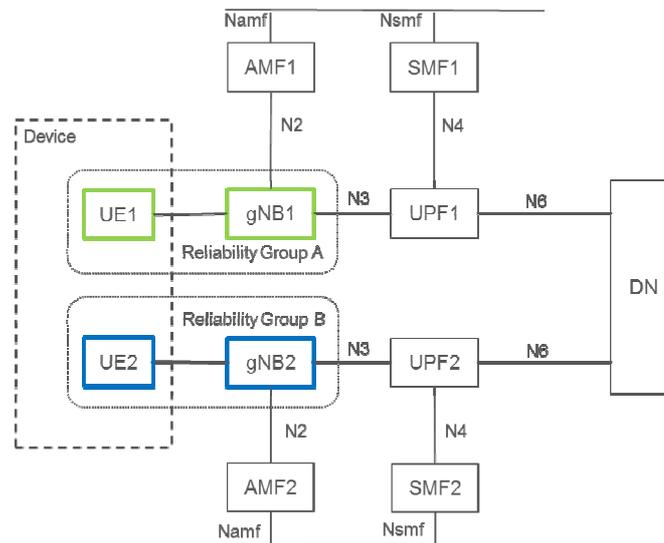 Namf
Nsmf
AMF1
SMF1
N2
N4
Device
UE1
gNB1
N3
UPF1
N6
Reliability Group A
DN
Reliability Group B
UE2
gNB2
N3
UPF2
N6
N2
N4
AMF2
SMF2
Namf
Nsmf